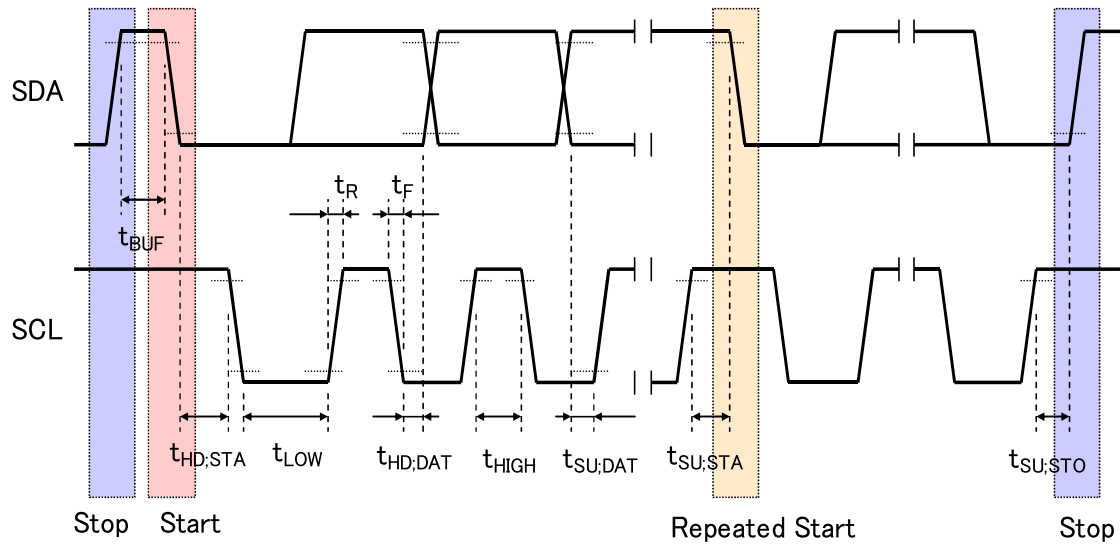 SDA
tR
tF
tBUF
SCL
tHD;STA
tLOW
tHD;DAT
tHIGH
tSU;DAT
tSU;STA
tSU;STO
Stop
Start
Repeated Start
Stop